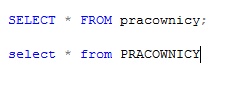 SELECT * FROM pracownicy;
select * from PRACOWNICY